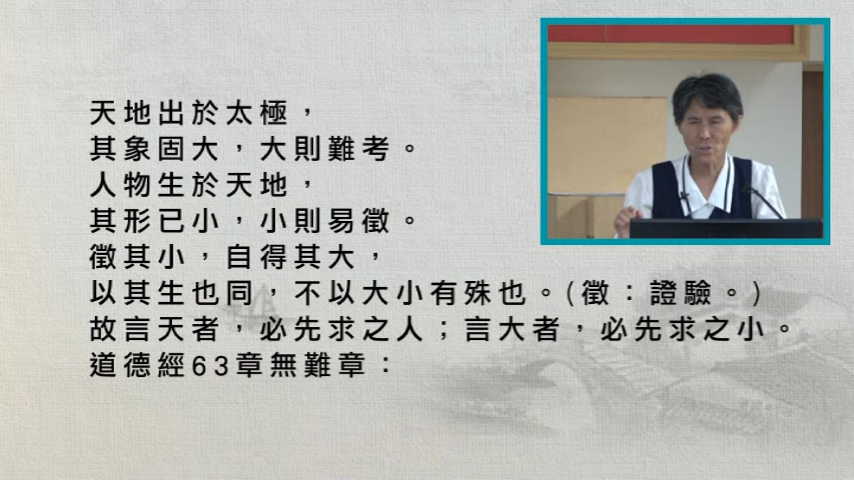 天地出於太極，
其象固大，大則難考。
人物生於天地，
其形已小，小則易徵。
徵其小，自得其大，
以其生也同，不以大小有殊也。(徵：證驗。)
故言天者，必先求之人；言大者，必先求之小。
道德經63章無難章：